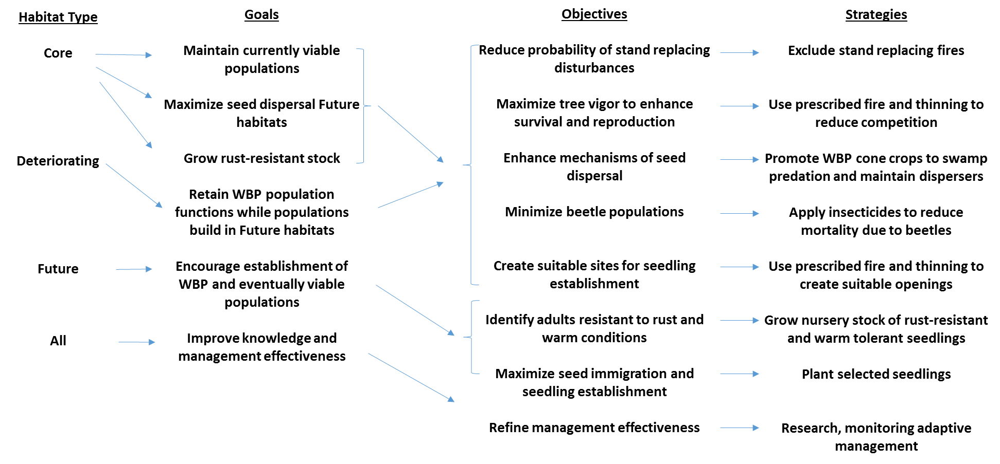 Habitat Type
Goals
Objectives
Strategies
Core
Maintain currently viable
populations
Reduce probability of stand replacing
disturbances
Exclude stand replacing fires
Maximize seed dispersal Future
habitats
Maximize tree vigor to enhance
survival and reproduction
Use prescribed fire and thinning to
reduce competition
Deteriorating
Grow rust-resistant stock
Enhance mechanisms of seed
dispersal
Promote WBP cone crops to swamp
predation and maintain dispersers
Retain WBP population
functions while populations
build in Future habitats
Minimize beetle populations
Apply insecticides to reduce
mortality due to beetles
Future
Encourage establishment of
WBP and eventually viable
populations
Create suitable sites for seedling
establishment
Use prescribed fire and thinning to
create suitable openings
All
Improve knowledge and
management effectiveness
Identify adults resistant to rust and
warm conditions
Grow nursery stock of rust-resistant
and warm tolerant seedlings
Maximize seed immigration and
seedling establishment
Plant selected seedlings
Refine management effectiveness
Research, monitoring adaptive
management